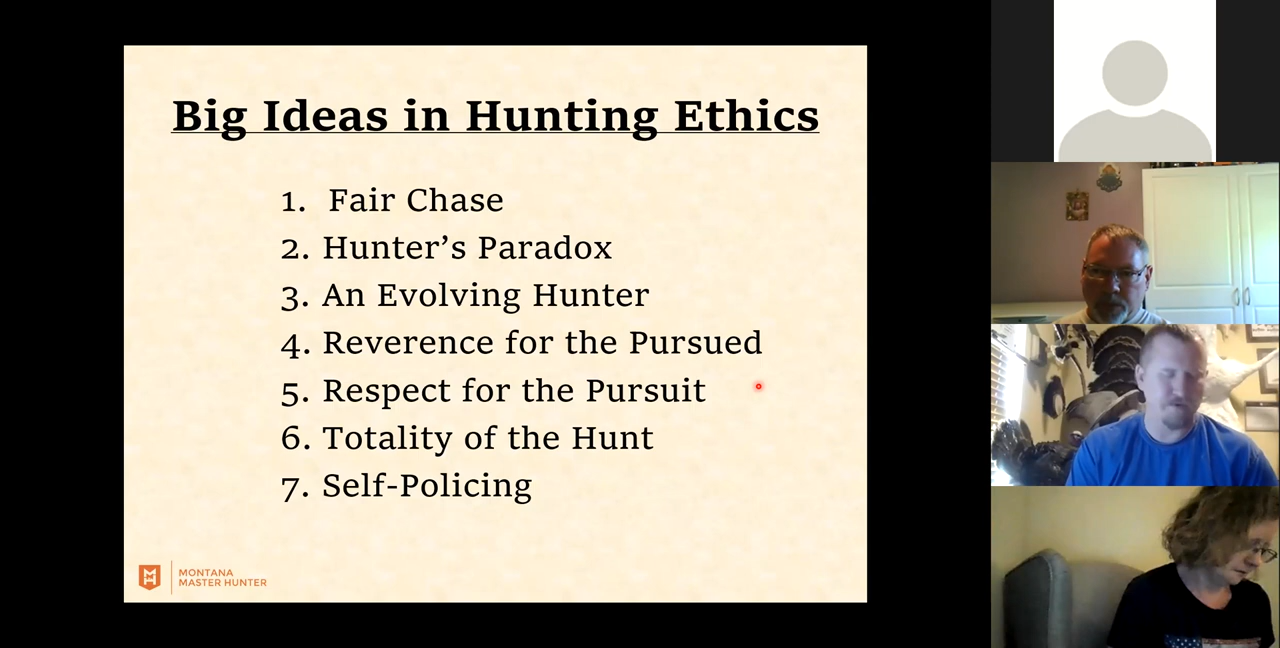 Big Ideas in Hunting Ethics
1. Fair Chase
2. Hunter’s Paradox
3. An Evolving Hunter
4. Reverence for the Pursued
5. Respect for the Pursuit
6. Totality of the Hunt
7. Self-Policing
MONTANA
MASTER HUNTER